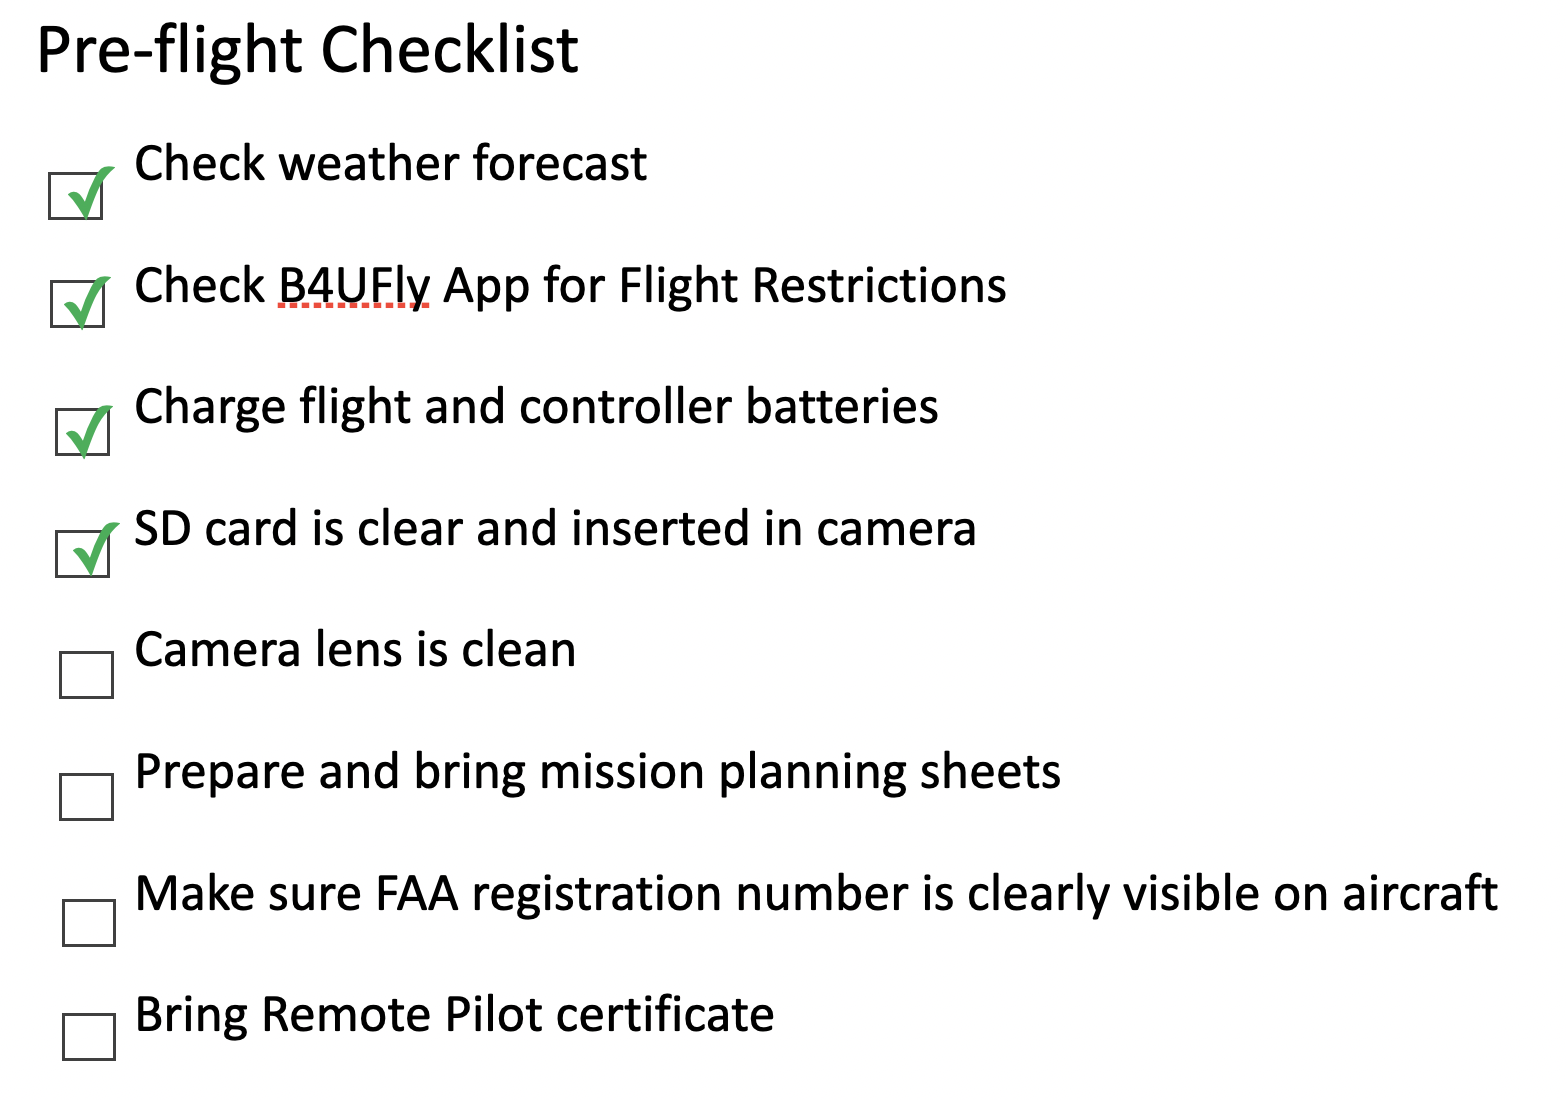 Pre-flight Checklist
Check weather forecast
Check B4UFly App for Flight Restrictions
Charge flight and controller batteries
SD card is clear and inserted in camera
Camera lens is clean
Prepare and bring mission planning sheets
Make sure FAA registration number is clearly visible on aircraft
Bring Remote Pilot certificate